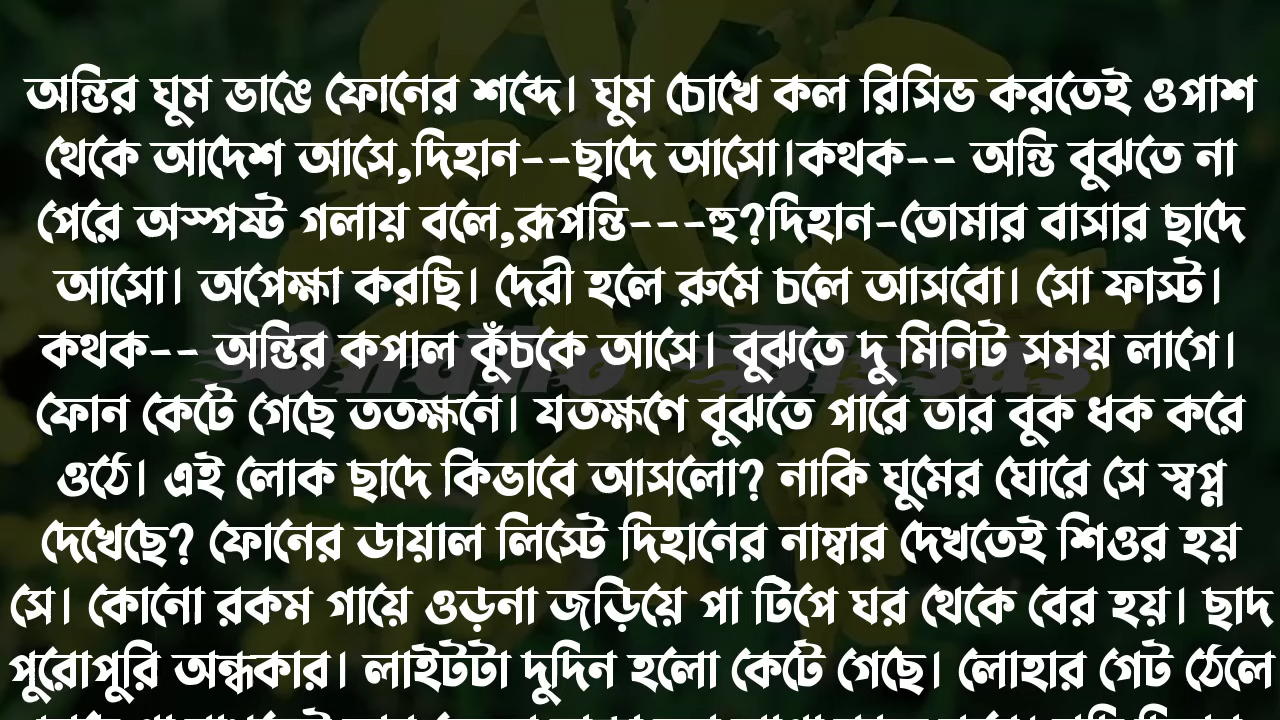 অন্তির ঘুম ভাঙে ফোনের শব্দে। ঘুম চোখে কল রিসিভ করতেই ওপাশ
থেকে আদেশ আসে,দিহান--ছাদে আসো।কথক-- অন্তি বুঝতে না
পেরে অস্পষ্ট গলায় বলে,রূপন্তি---হু?দিহান-তোমার বাসার ছাদে
আসো। অপেক্ষা করছি। দেরী হলে রুমে চলে আসবো। সো ফাস্ট।
কথক-- অন্তির কপাল কুঁচকে আসে। বুঝতে দু মিনিট সময় লাগে।
ফোন কেটে গেছে ততক্ষনে। যতক্ষণে বুঝতে পারে তার বুক ধক করে
ওঠে। এই লোক ছাদে কিভাবে আসলো? নাকি ঘুমের ঘোরে সে স্বপ্ন
দেখেছে? ফোনের ডায়াল লিস্টে দিহানের নাম্বার দেখতেই শিওর হয়
সে। কোনো রকম গায়ে ওড়না জড়িয়ে পা টিপে ঘর থেকে বের হয়। ছাদ
পুরোপুরি অন্ধকার। লাইটটা দুদিন হলো কেটে গেছে। লোহার গেট ঠেলে